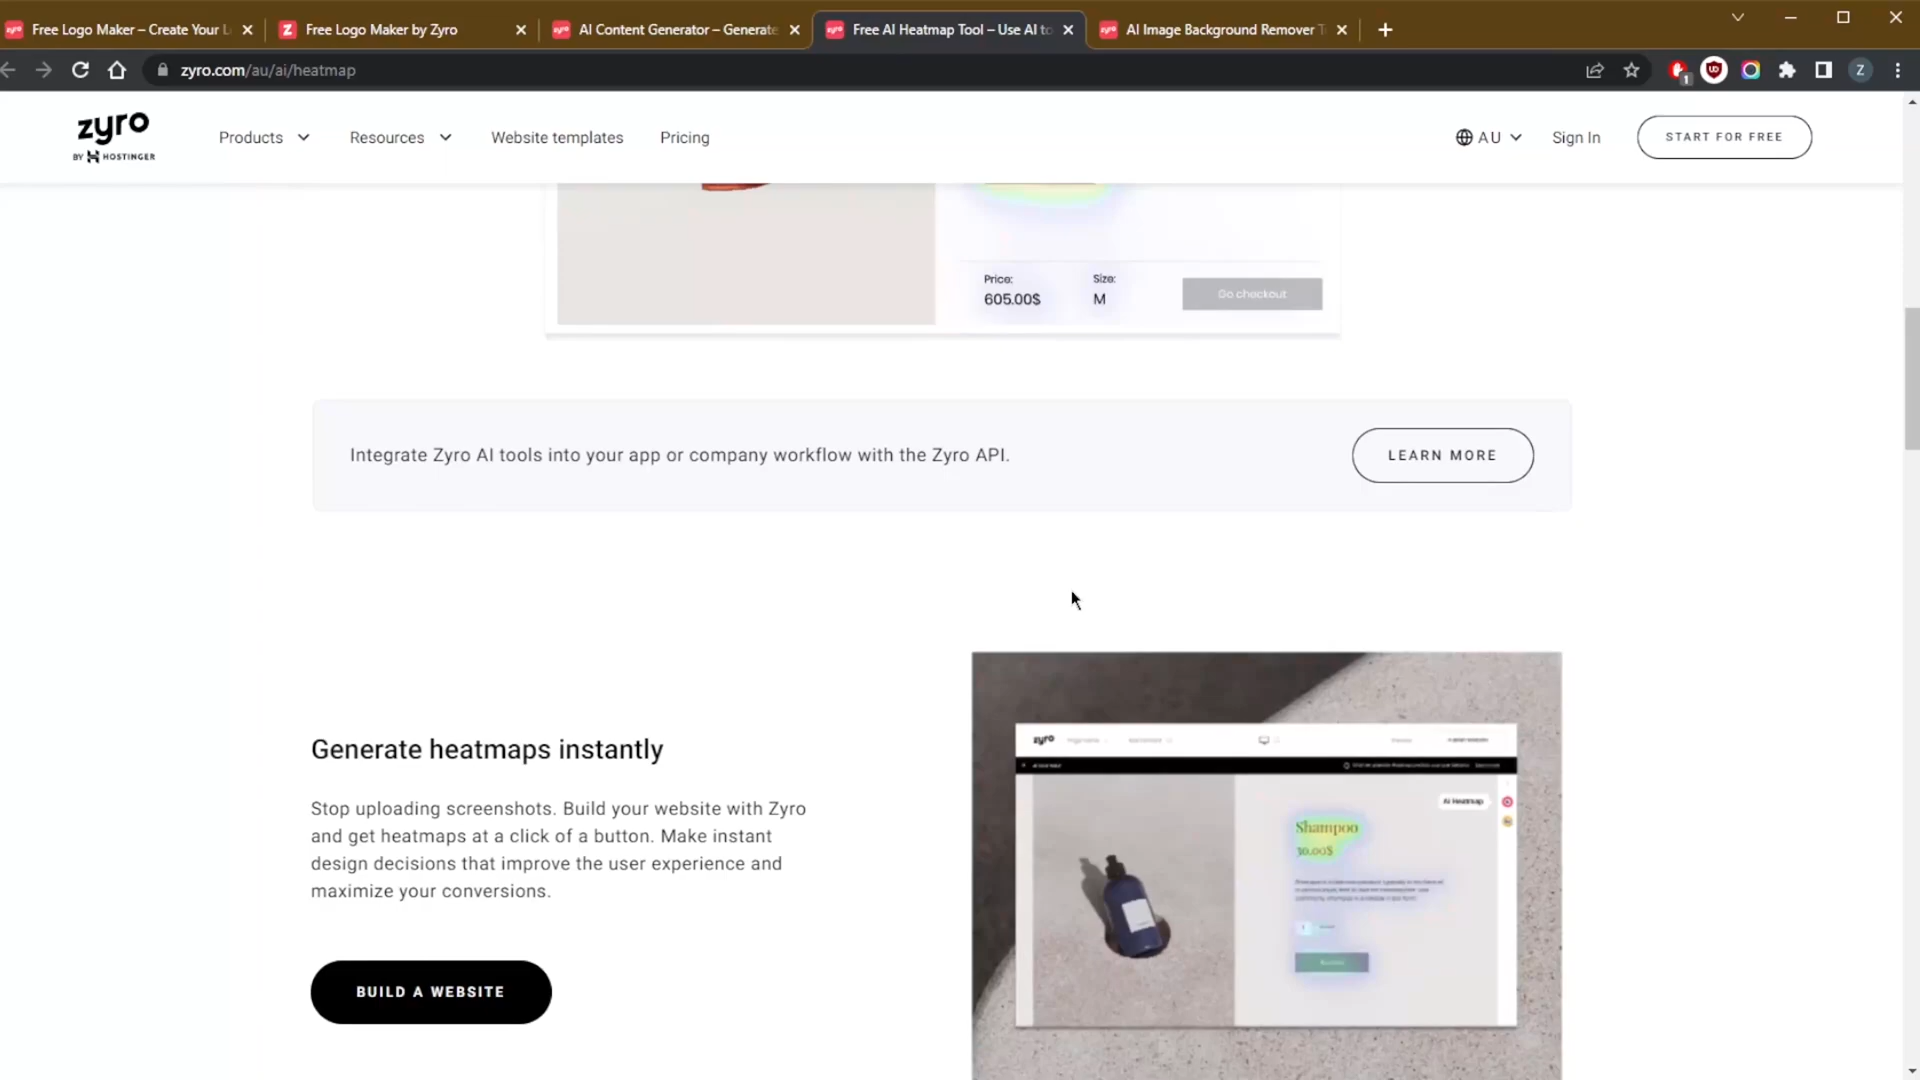 Free Logo Maker – Create Your L
Free Logo Maker by Zyro
AI Content Generator – Generate
Free AI Heatmap Tool – Use AI to
AI Image Background Remover T
zyro.com/au/ai/heatmap
1
Z
zyro
BY HOSTINGER
Products
Resources
Website templates
Pricing
AU
Sign In
START FOR FREE
Price:
Size:
605.00$
M
Go checkout
Integrate Zyro AI tools into your app or company workflow with the Zyro API.
LEARN MORE
Generate heatmaps instantly
Stop uploading screenshots. Build your website with Zyro
and get heatmaps at a click of a button. Make instant
design decisions that improve the user experience and
maximize your conversions.
BUILD A WEBSITE
zyro
AI Heatmap
Shampoo
30.00$